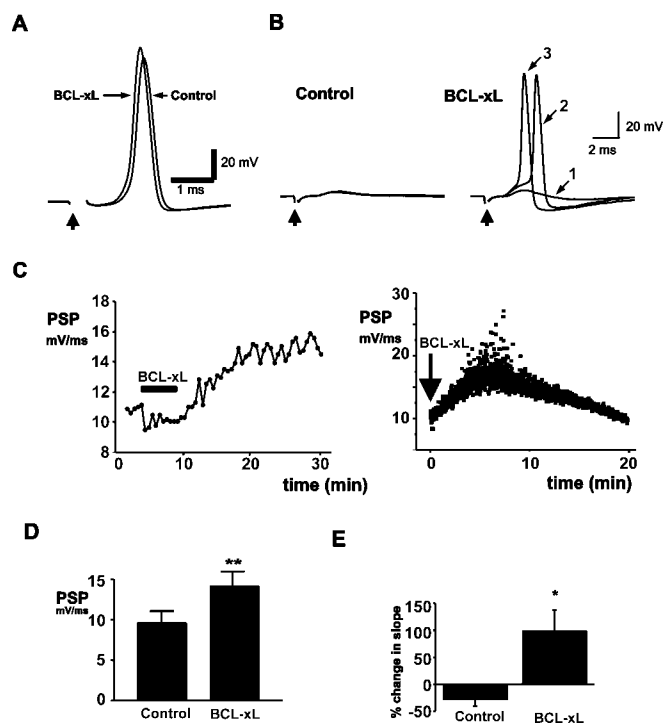 A
BCL-xL
Control
20 mV
1 ms
B
Control
BCL-xL
3
2
1
20 mV
2 ms
C
PSP
mV/ms
18
16
14
12
10
8
BCL-xL
0
10
20
30
time (min)
PSP
mV/ms
30
20
10
BCL-xL
0
10
20
time (min)
D
PSP
mV/ms
15
10
5
0
**
Control
BCL-xL
E
% change in slope
150
100
50
0
-50
*
Control
BCL-xL